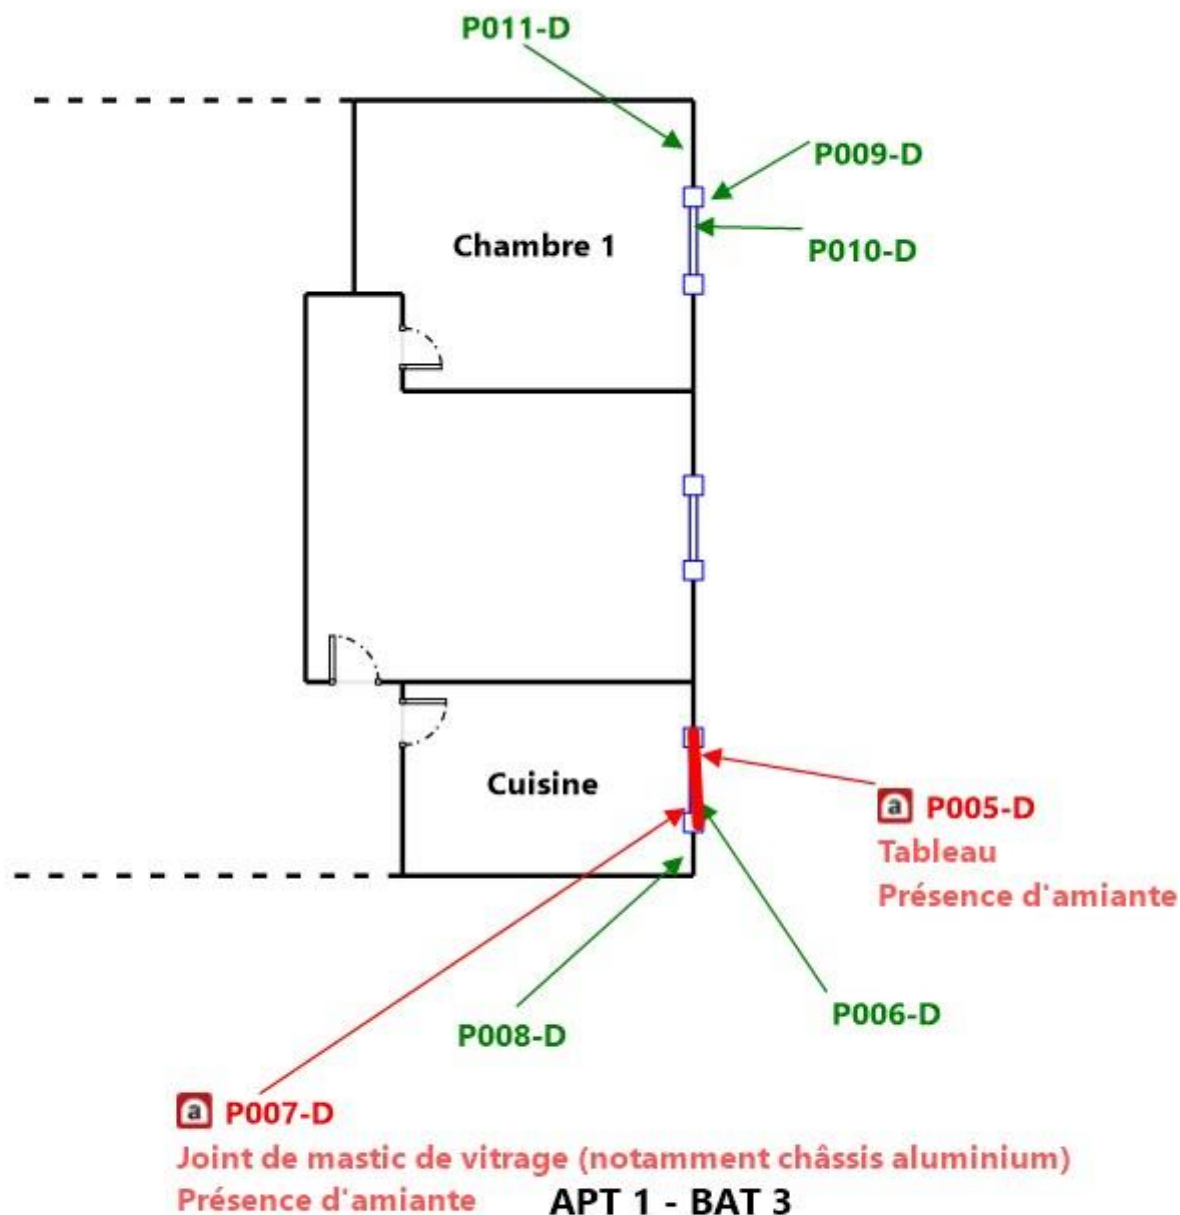 P011-D
P009-D
Chambre 1
P010-D
Cuisine
a P005-D
Tableau
Présence d'amiante
P006-D
P008-D
a P007-D
Joint de mastic de vitrage (notamment châssis aluminium)
Présence d'amiante
APT 1 - BAT 3